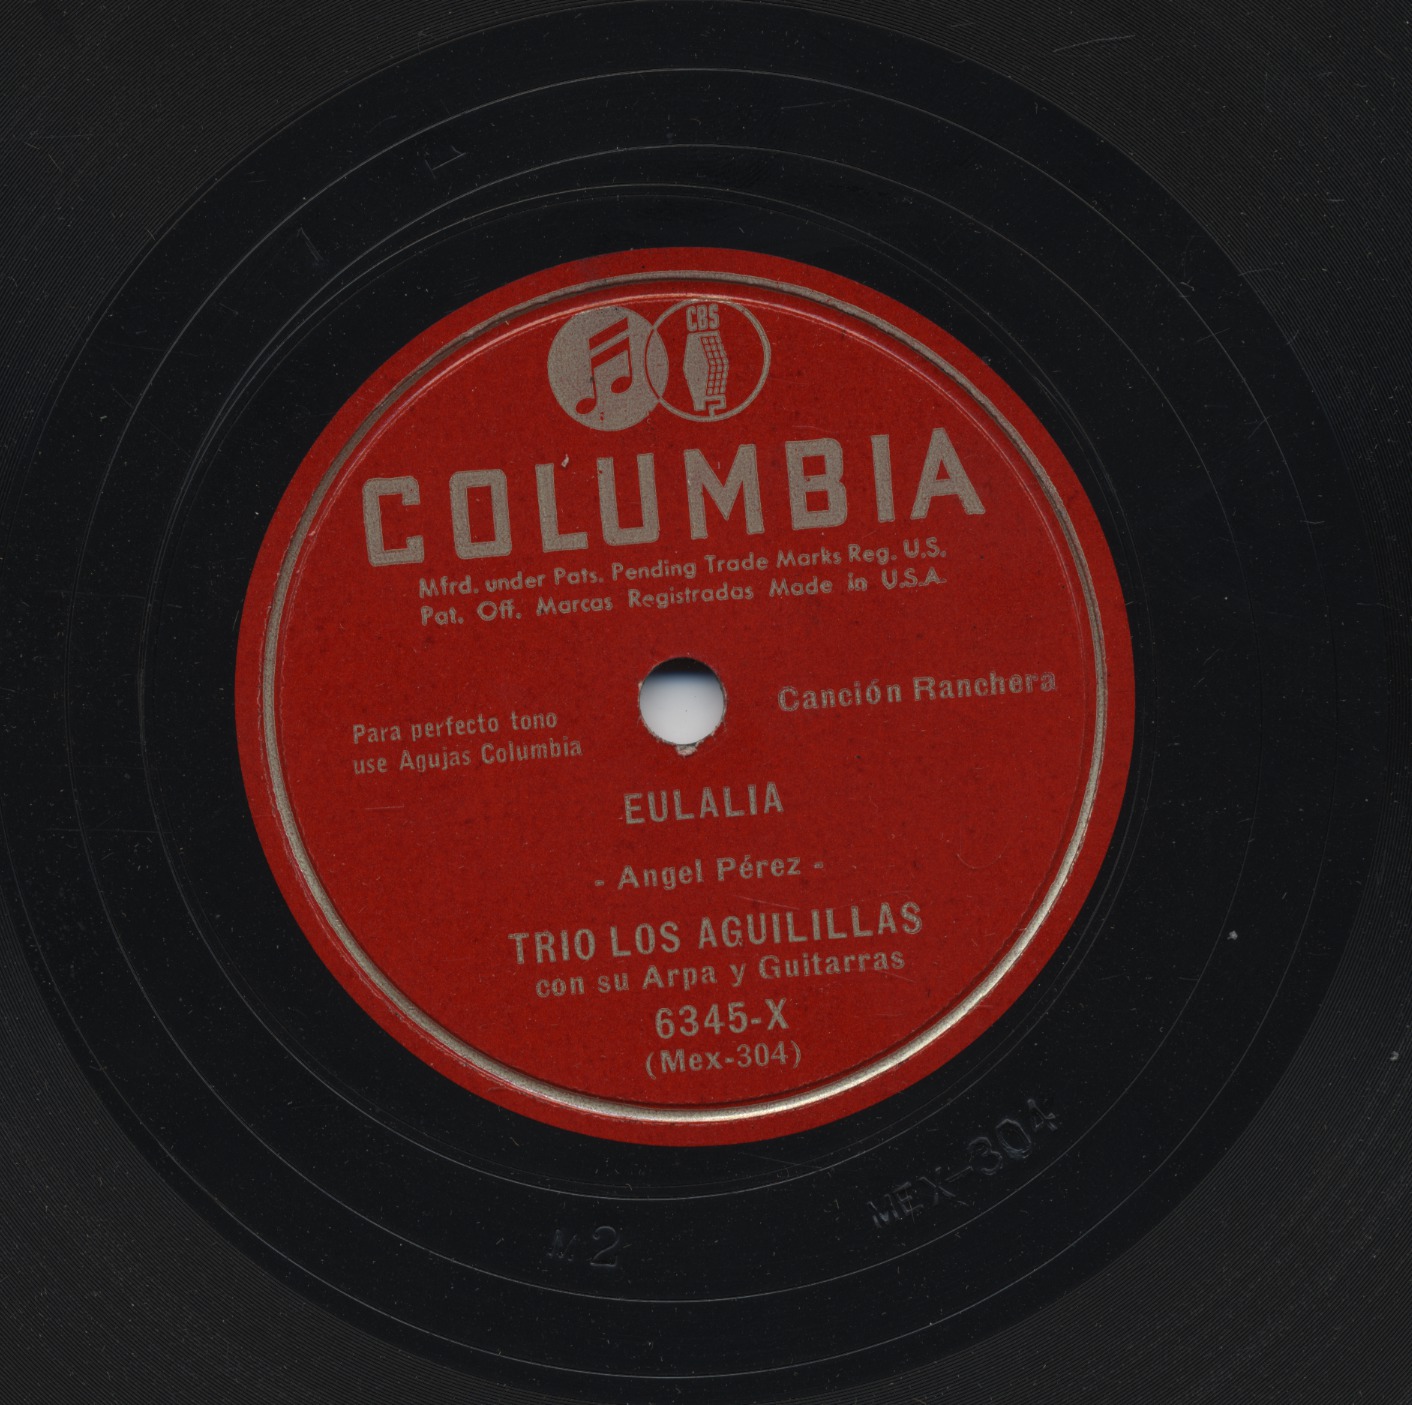 CBS
COLUMBIA
Mfrd. under Pats. Pending Trade Marks Reg. U.S.
Pat. Off. Marcas Registradas Made in U.S.A.
Canción Ranchera
Para perfecto tono
use Agujas Columbia
EULALIA
- Angel Pérez -
TRIO LOS AGUILILLAS
con su Arpa y Guitarras
6345-X
(Mex-304)
MEX-304
M2